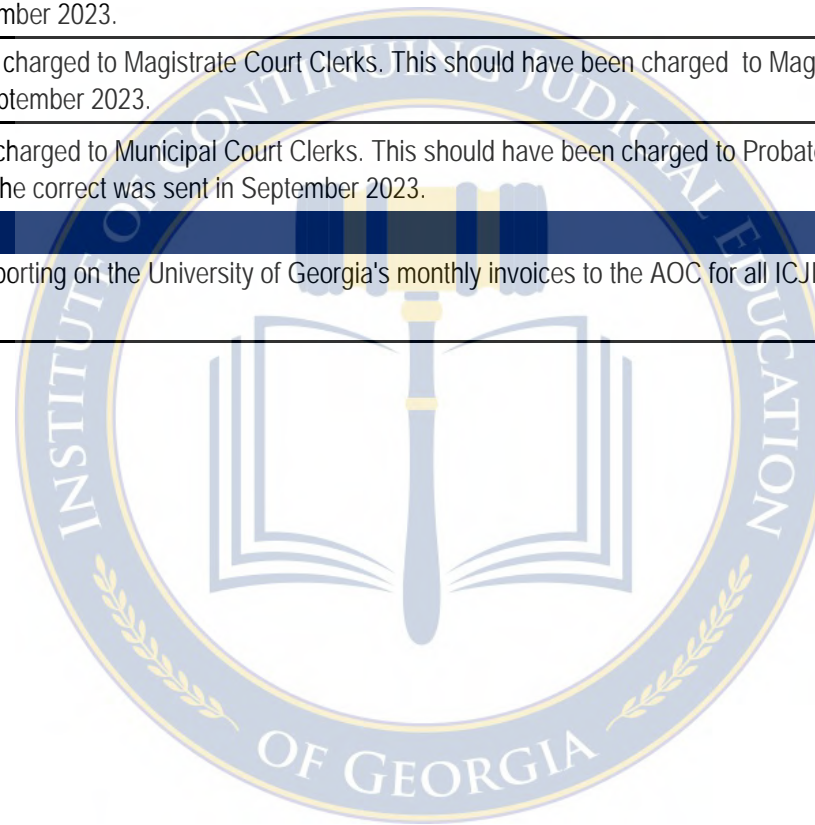 mber 2023.
charged to Magistrate Court Clerks. This should have been charged to Mag
ptember 2023.
charged to Municipal Court Clerks. This should have been charged to Probat
he correct was sent in September 2023.
porting on the University of Georgia's monthly invoices to the AOC for all ICJ
INSTITUTE OF CONTINUING JUDICIAL EDUCATION
OF GEORGIA